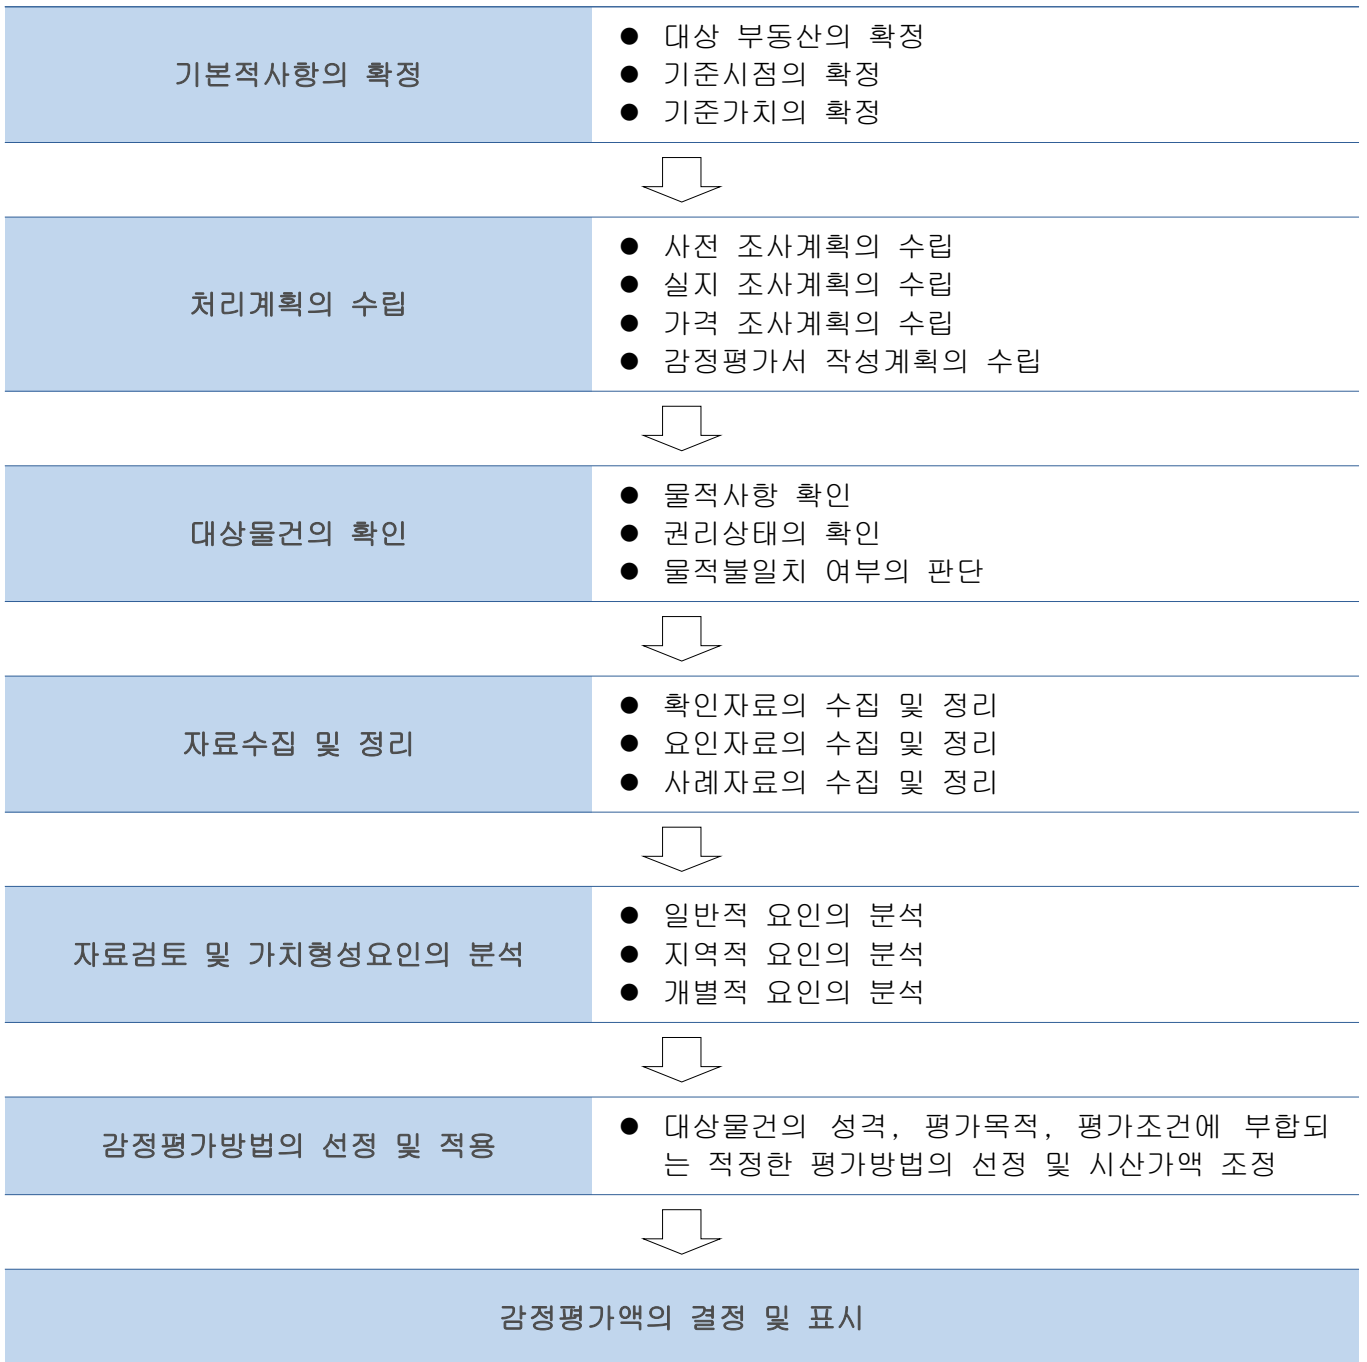 기본적사항의 확정
● 대상 부동산의 확정
● 기준시점의 확정
● 기준가치의 확정
처리계획의 수립
● 사전 조사계획의 수립
● 실지 조사계획의 수립
● 가격 조사계획의 수립
● 감정평가서 작성계획의 수립
대상물건의 확인
● 물적사항 확인
● 권리상태의 확인
● 물적불일치 여부의 판단
자료수집 및 정리
● 확인자료의 수집 및 정리
● 요인자료의 수집 및 정리
● 사례자료의 수집 및 정리
자료검토 및 가치형성요인의 분석
● 일반적 요인의 분석
● 지역적 요인의 분석
● 개별적 요인의 분석
감정평가방법의 선정 및 적용
● 대상물건의 성격, 평가목적, 평가조건에 부합되
는 적정한 평가방법의 선정 및 시산가액 조정
감정평가액의 결정 및 표시